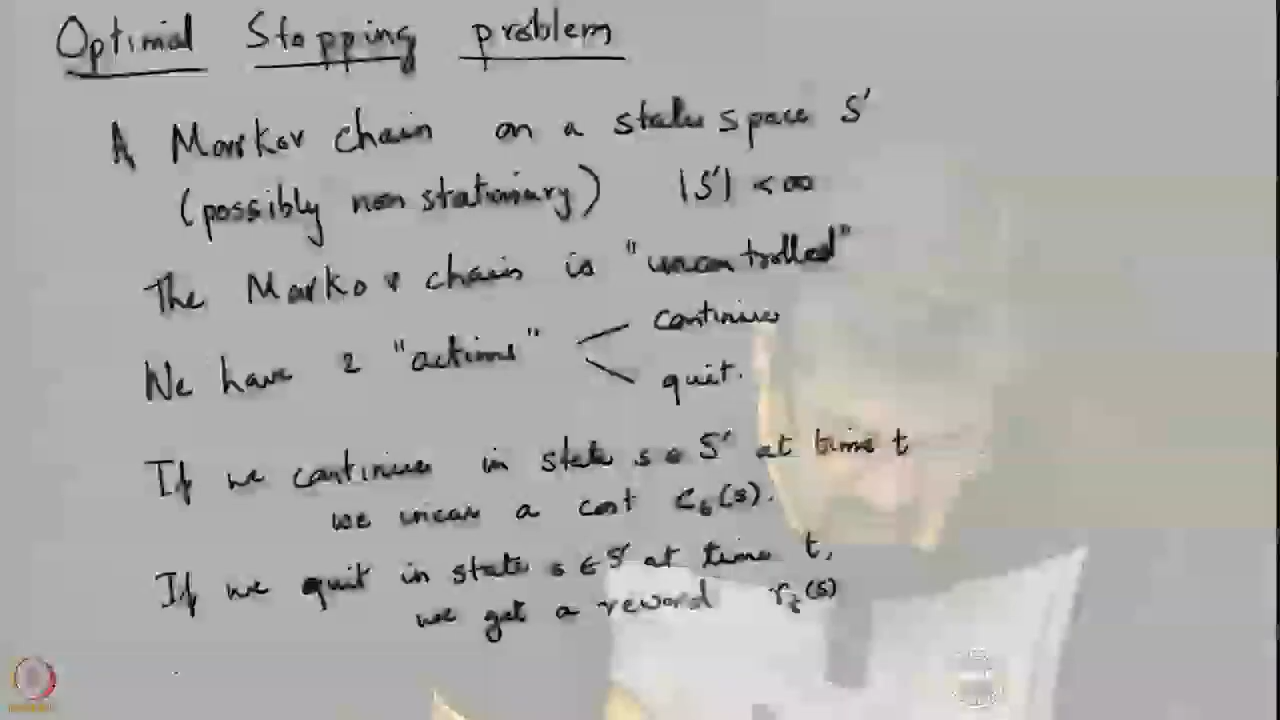 Optimal Stopping problem
A Markov chain on a state space S'
(possibly non stationary) |S'| < ∞
The Markov chain is "uncontrolled"
We have 2 "actions" continue
quit.
If we continue in state s ∈ S' at time t
we incur a cost c_t(s).
If we quit in state s ∈ S' at time t,
we get a reward r_t(s)